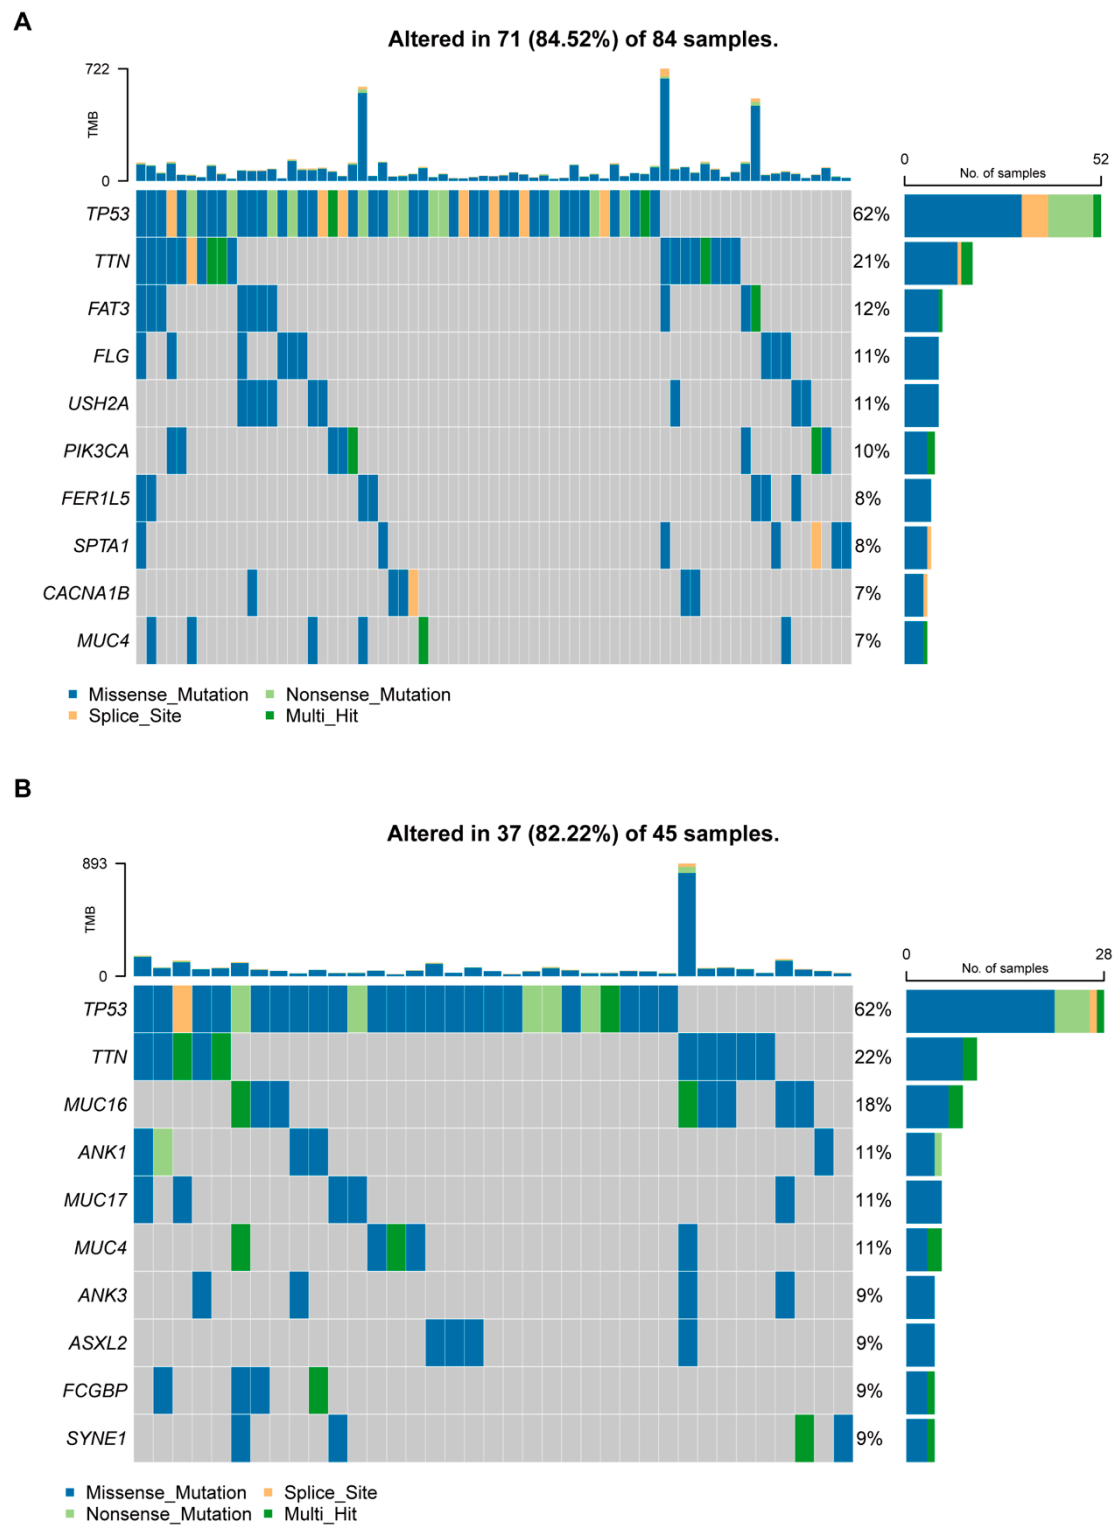 A
Altered in 71 (84.52%) of 84 samples.
722
TMB
0
0 52
No. of samples
TP53 62%
TTN 21%
FAT3 12%
FLG 11%
USH2A 11%
PIK3CA 10%
FER1L5 8%
SPTA1 8%
CACNA1B 7%
MUC4 7%
Missense_Mutation Nonsense_Mutation
Splice_Site Multi_Hit
B
Altered in 37 (82.22%) of 45 samples.
893
TMB
0
0 28
No. of samples
TP53 62%
TTN 22%
MUC16 18%
ANK1 11%
MUC17 11%
MUC4 11%
ANK3 9%
ASXL2 9%
FCGBP 9%
SYNE1 9%
Missense_Mutation Splice_Site
Nonsense_Mutation Multi_Hit